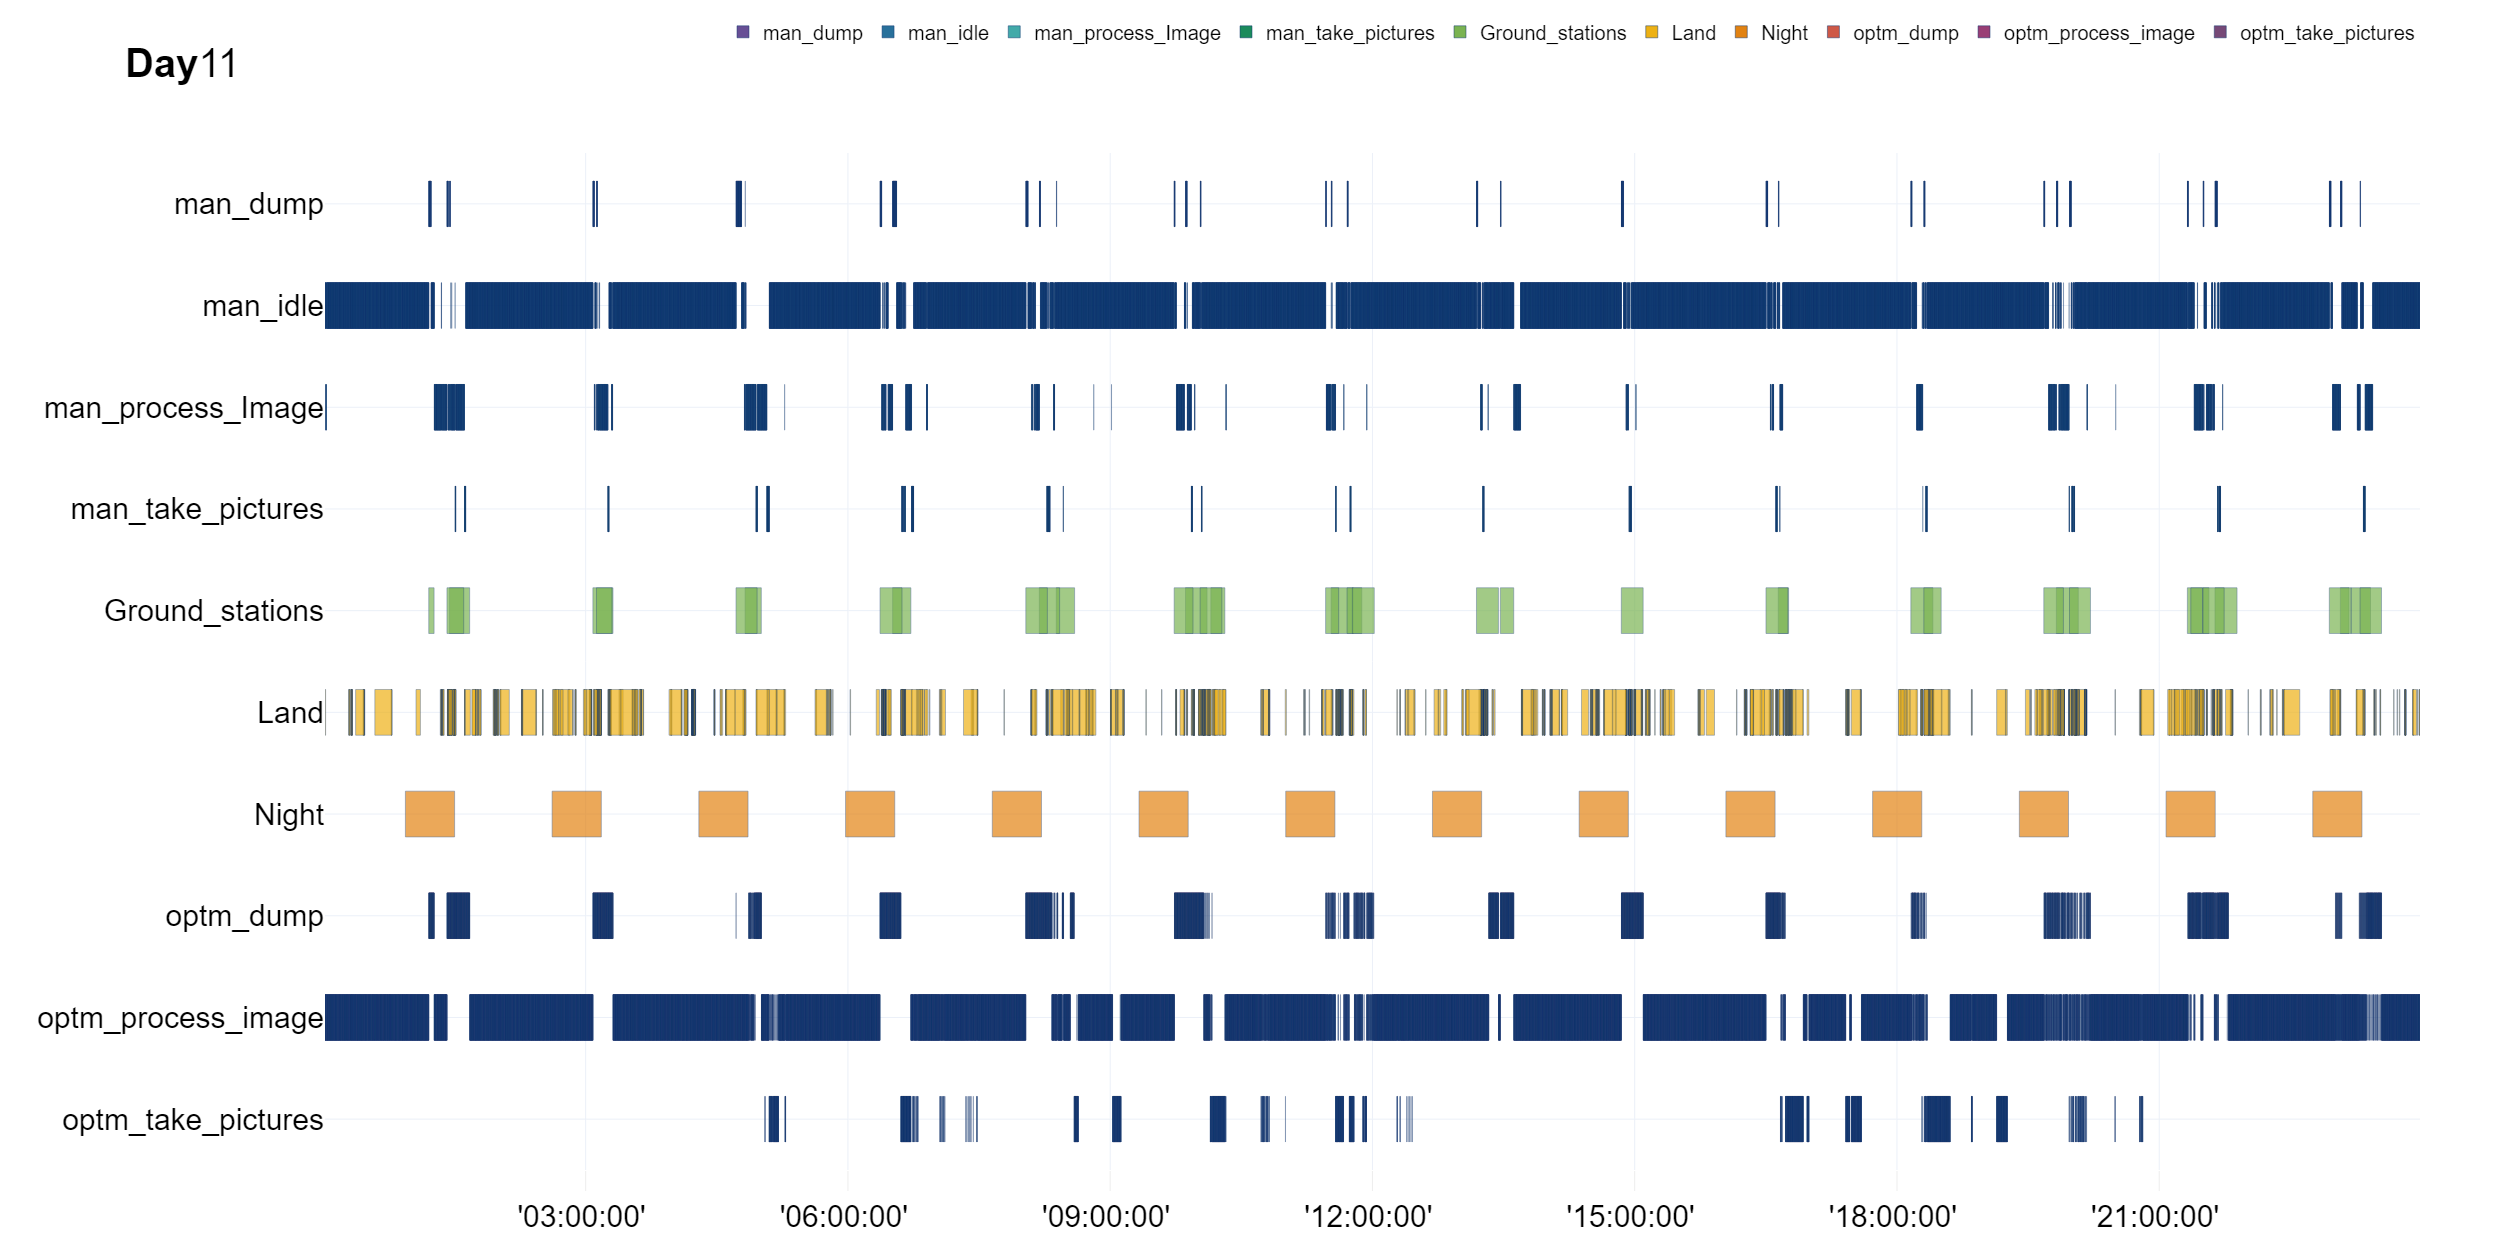 man_dump man_idle man_process_Image man_take_pictures Ground_stations Land Night optm_dump optm_process_image optm_take_pictures
Day11
man_dump
man_idle
man_process_Image
man_take_pictures
Ground_stations
Land
Night
optm_dump
optm_process_image
optm_take_pictures
'03:00:00' '06:00:00' '09:00:00' '12:00:00' '15:00:00' '18:00:00' '21:00:00'